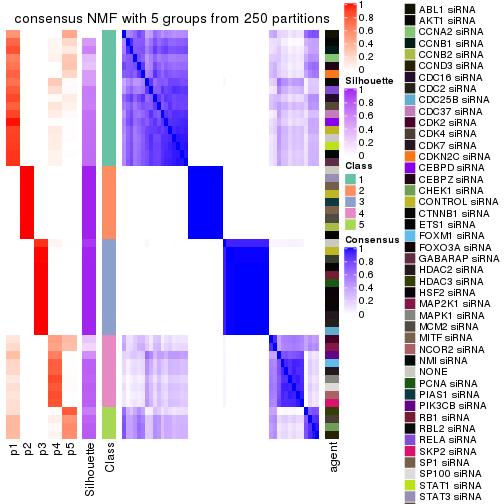 consensus NMF with 5 groups from 250 partitions
p1
p2
p3
p4
p5
Silhouette
Class
agent
1
0.8
0.6
0.4
0.2
0
Silhouette
1
0.8
0.6
0.4
0.2
0
Class
1
2
3
4
5
Consensus
1
0.8
0.6
0.4
0.2
0
ABL1 siRNA
AKT1 siRNA
CCNA2 siRNA
CCNB1 siRNA
CCNB2 siRNA
CCND3 siRNA
CDC16 siRNA
CDC2 siRNA
CDC25B siRNA
CDC37 siRNA
CDK2 siRNA
CDK4 siRNA
CDK7 siRNA
CDKN2C siRNA
CEBPD siRNA
CEBPZ siRNA
CHEK1 siRNA
CONTROL siRNA
CTNNB1 siRNA
ETS1 siRNA
FOXM1 siRNA
FOXO3A siRNA
GABARAP siRNA
HDAC2 siRNA
HDAC3 siRNA
HSF2 siRNA
MAP2K1 siRNA
MAPK1 siRNA
MCM2 siRNA
MITF siRNA
NCOR2 siRNA
NMI siRNA
NONE
PCNA siRNA
PIAS1 siRNA
PIK3CB siRNA
RB1 siRNA
RBL2 siRNA
RELA siRNA
SKP2 siRNA
SP1 siRNA
SP100 siRNA
STAT1 siRNA
STAT3 siRNA